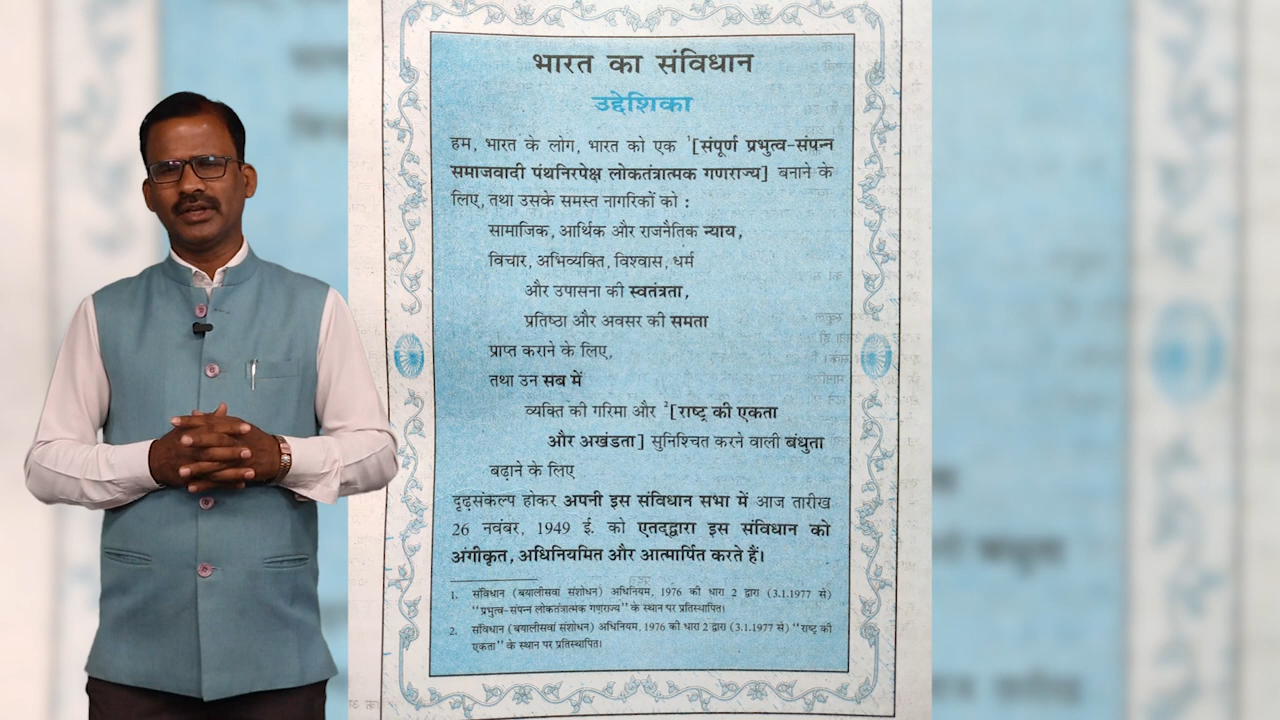 भारत का संविधान
उद्देशिका
हम, भारत के लोग, भारत को एक ¹[संपूर्ण प्रभुत्व-संपन्न
समाजवादी पंथनिरपेक्ष लोकतंत्रात्मक गणराज्य] बनाने के
लिए, तथा उसके समस्त नागरिकों को :
सामाजिक, आर्थिक और राजनैतिक न्याय,
विचार, अभिव्यक्ति, विश्वास, धर्म
और उपासना की स्वतंत्रता,
प्रतिष्ठा और अवसर की समता
प्राप्त कराने के लिए,
तथा उन सब में
व्यक्ति की गरिमा और ²[राष्ट्र की एकता
और अखंडता] सुनिश्चित करने वाली बंधुता
बढ़ाने के लिए
दृढ़संकल्प होकर अपनी इस संविधान सभा में आज तारीख
26 नवंबर, 1949 ई. को एतद्द्वारा इस संविधान को
अंगीकृत, अधिनियमित और आत्मार्पित करते हैं।
1. संविधान (बयालीसवां संशोधन) अधिनियम, 1976 की धारा 2 द्वारा (3.1.1977 से)
"प्रभुत्व-संपन्न लोकतंत्रात्मक गणराज्य" के स्थान पर प्रतिस्थापित।
2. संविधान (बयालीसवां संशोधन) अधिनियम, 1976 की धारा 2 द्वारा (3.1.1977 से) "राष्ट्र की
एकता" के स्थान पर प्रतिस्थापित।